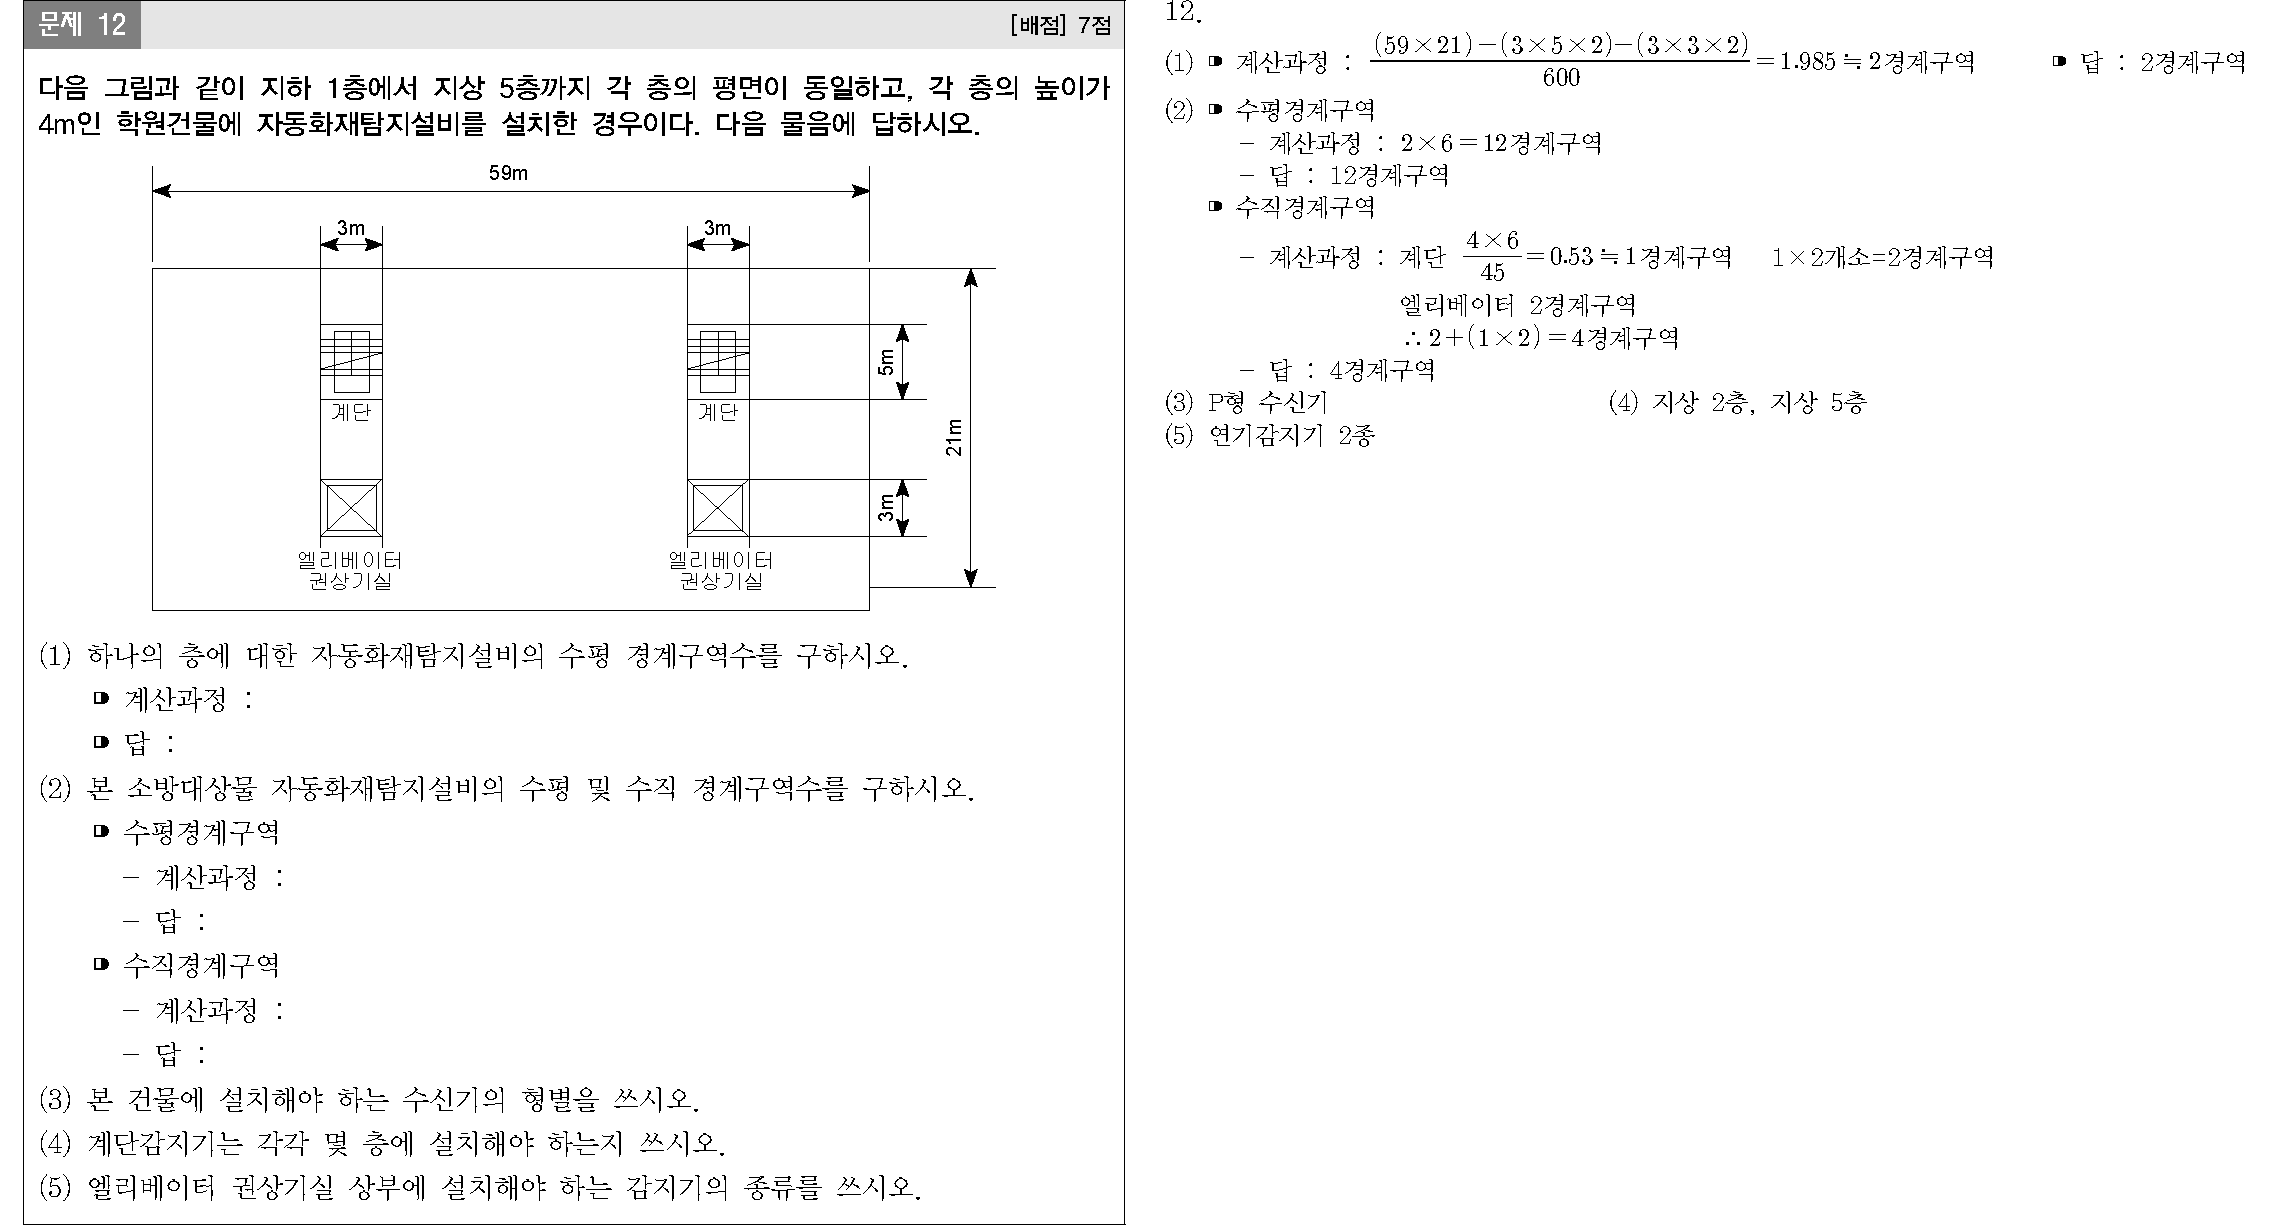 문제 12 [배점] 7점
다음 그림과 같이 지하 1층에서 지상 5층까지 각 층의 평면이 동일하고, 각 층의 높이가
4m인 학원건물에 자동화재탐지설비를 설치한 경우이다. 다음 물음에 답하시오.
59m
3m 3m
5m
계단 계단
21m
3m
엘리베이터 엘리베이터
권상기실 권상기실
(1) 하나의 층에 대한 자동화재탐지설비의 수평 경계구역수를 구하시오.
계산과정 :
답 :
(2) 본 소방대상물 자동화재탐지설비의 수평 및 수직 경계구역수를 구하시오.
수평경계구역
- 계산과정 :
- 답 :
수직경계구역
- 계산과정 :
- 답 :
(3) 본 건물에 설치해야 하는 수신기의 형별을 쓰시오.
(4) 계단감지기는 각각 몇 층에 설치해야 하는지 쓰시오.
(5) 엘리베이터 권상기실 상부에 설치해야 하는 감지기의 종류를 쓰시오.
12.
(1) 계산과정 : (59×21)-(3×5×2)-(3×3×2)/600 =1.985≒2경계구역 답 : 2경계구역
(2) 수평경계구역
- 계산과정 : 2×6=12경계구역
- 답 : 12경계구역
수직경계구역
- 계산과정 : 계단 4×6/45 =0.53≒1경계구역 1×2개소=2경계구역
엘리베이터 2경계구역
∴2+(1×2)=4경계구역
- 답 : 4경계구역
(3) P형 수신기 (4) 지상 2층, 지상 5층
(5) 연기감지기 2종